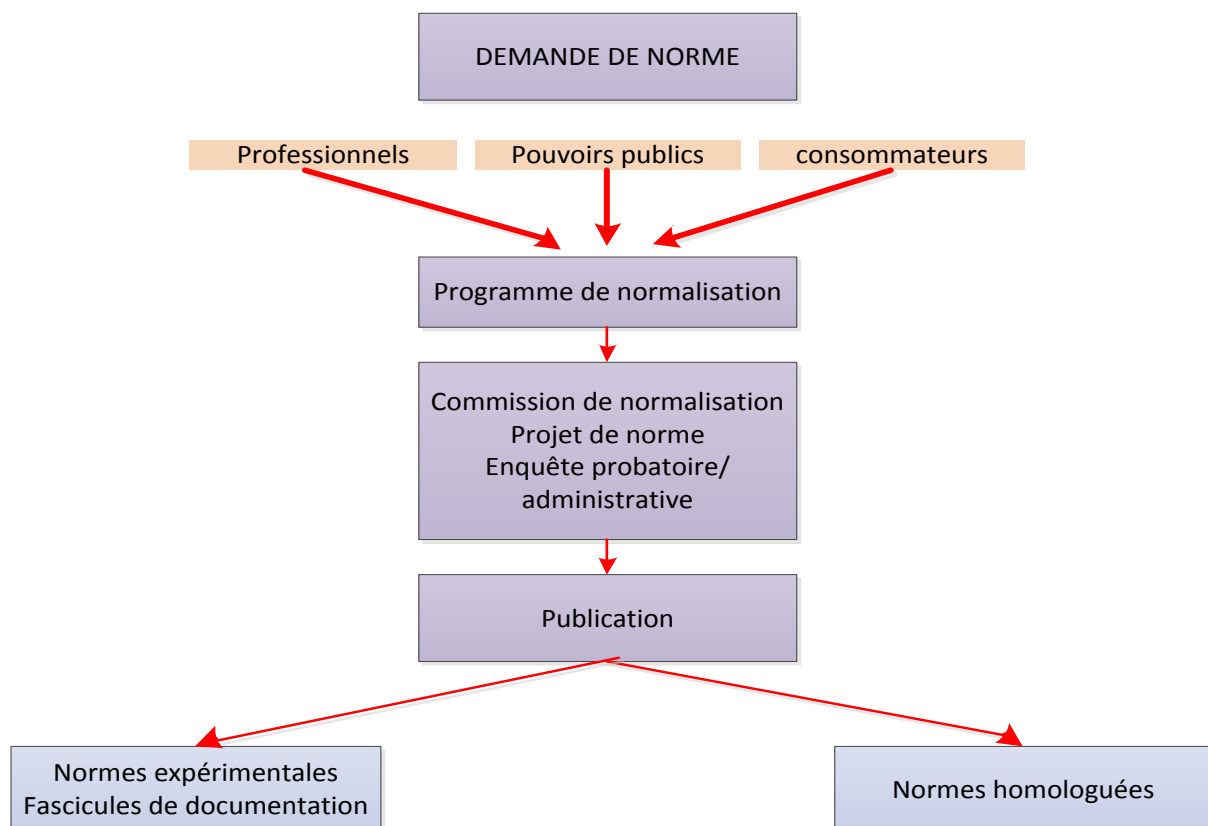 DEMANDE DE NORME
Professionnels
Pouvoirs publics
consommateurs
Programme de normalisation
Commission de normalisation
Projet de norme
Enquête probatoire/
administrative
Publication
Normes expérimentales
Fascicules de documentation
Normes homologuées